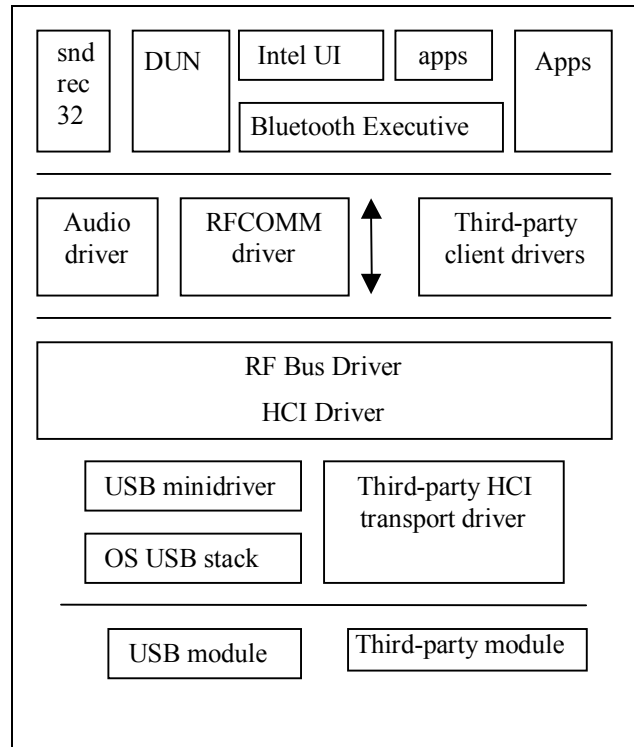 snd
rec
32
DUN
Intel UI
apps
Apps
Bluetooth Executive
Audio
driver
RFCOMM
driver
Third-party
client drivers
RF Bus Driver
HCI Driver
USB minidriver
OS USB stack
Third-party HCI
transport driver
USB module
Third-party module